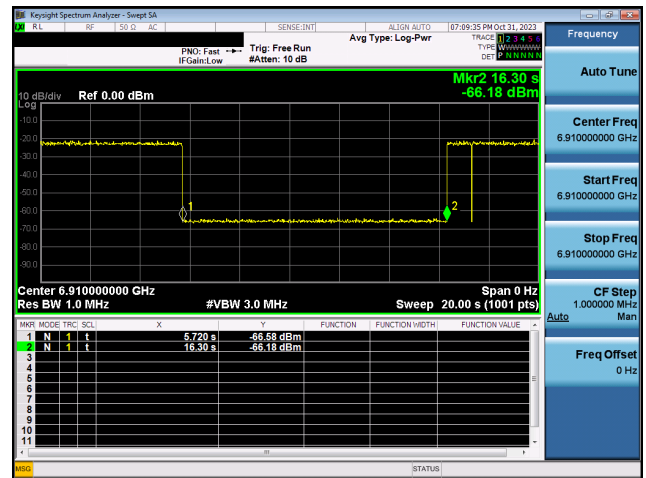 Keysight Spectrum Analyzer - Swept SA
RL RF 50 Ω AC SENSE:INT ALIGN AUTO 07:09:35 PM Oct 31, 2023
Avg Type: Log-Pwr TRACE 1 2 3 4 5 6
PNO: Fast Trig: Free Run TYPE WWWWWW
IFGain:Low #Atten: 10 dB DET P N N N N N
Frequency
Auto Tune
Center Freq
6.910000000 GHz
Start Freq
6.910000000 GHz
Stop Freq
6.910000000 GHz
CF Step
1.000000 MHz
Auto Man
Freq Offset
0 Hz
Mkr2 16.30 s
-66.18 dBm
10 dB/div Ref 0.00 dBm
Log
-10.0
-20.0
-30.0
-40.0
-50.0
-60.0
-70.0
-80.0
-90.0
1
2
Center 6.910000000 GHz Span 0 Hz
Res BW 1.0 MHz #VBW 3.0 MHz Sweep 20.00 s (1001 pts)
MKR MODE TRC SCL X Y FUNCTION FUNCTION WIDTH FUNCTION VALUE
1 N 1 t 5.720 s -66.58 dBm
2 N 1 t 16.30 s -66.18 dBm
3
4
5
6
7
8
9
10
11
MSG STATUS